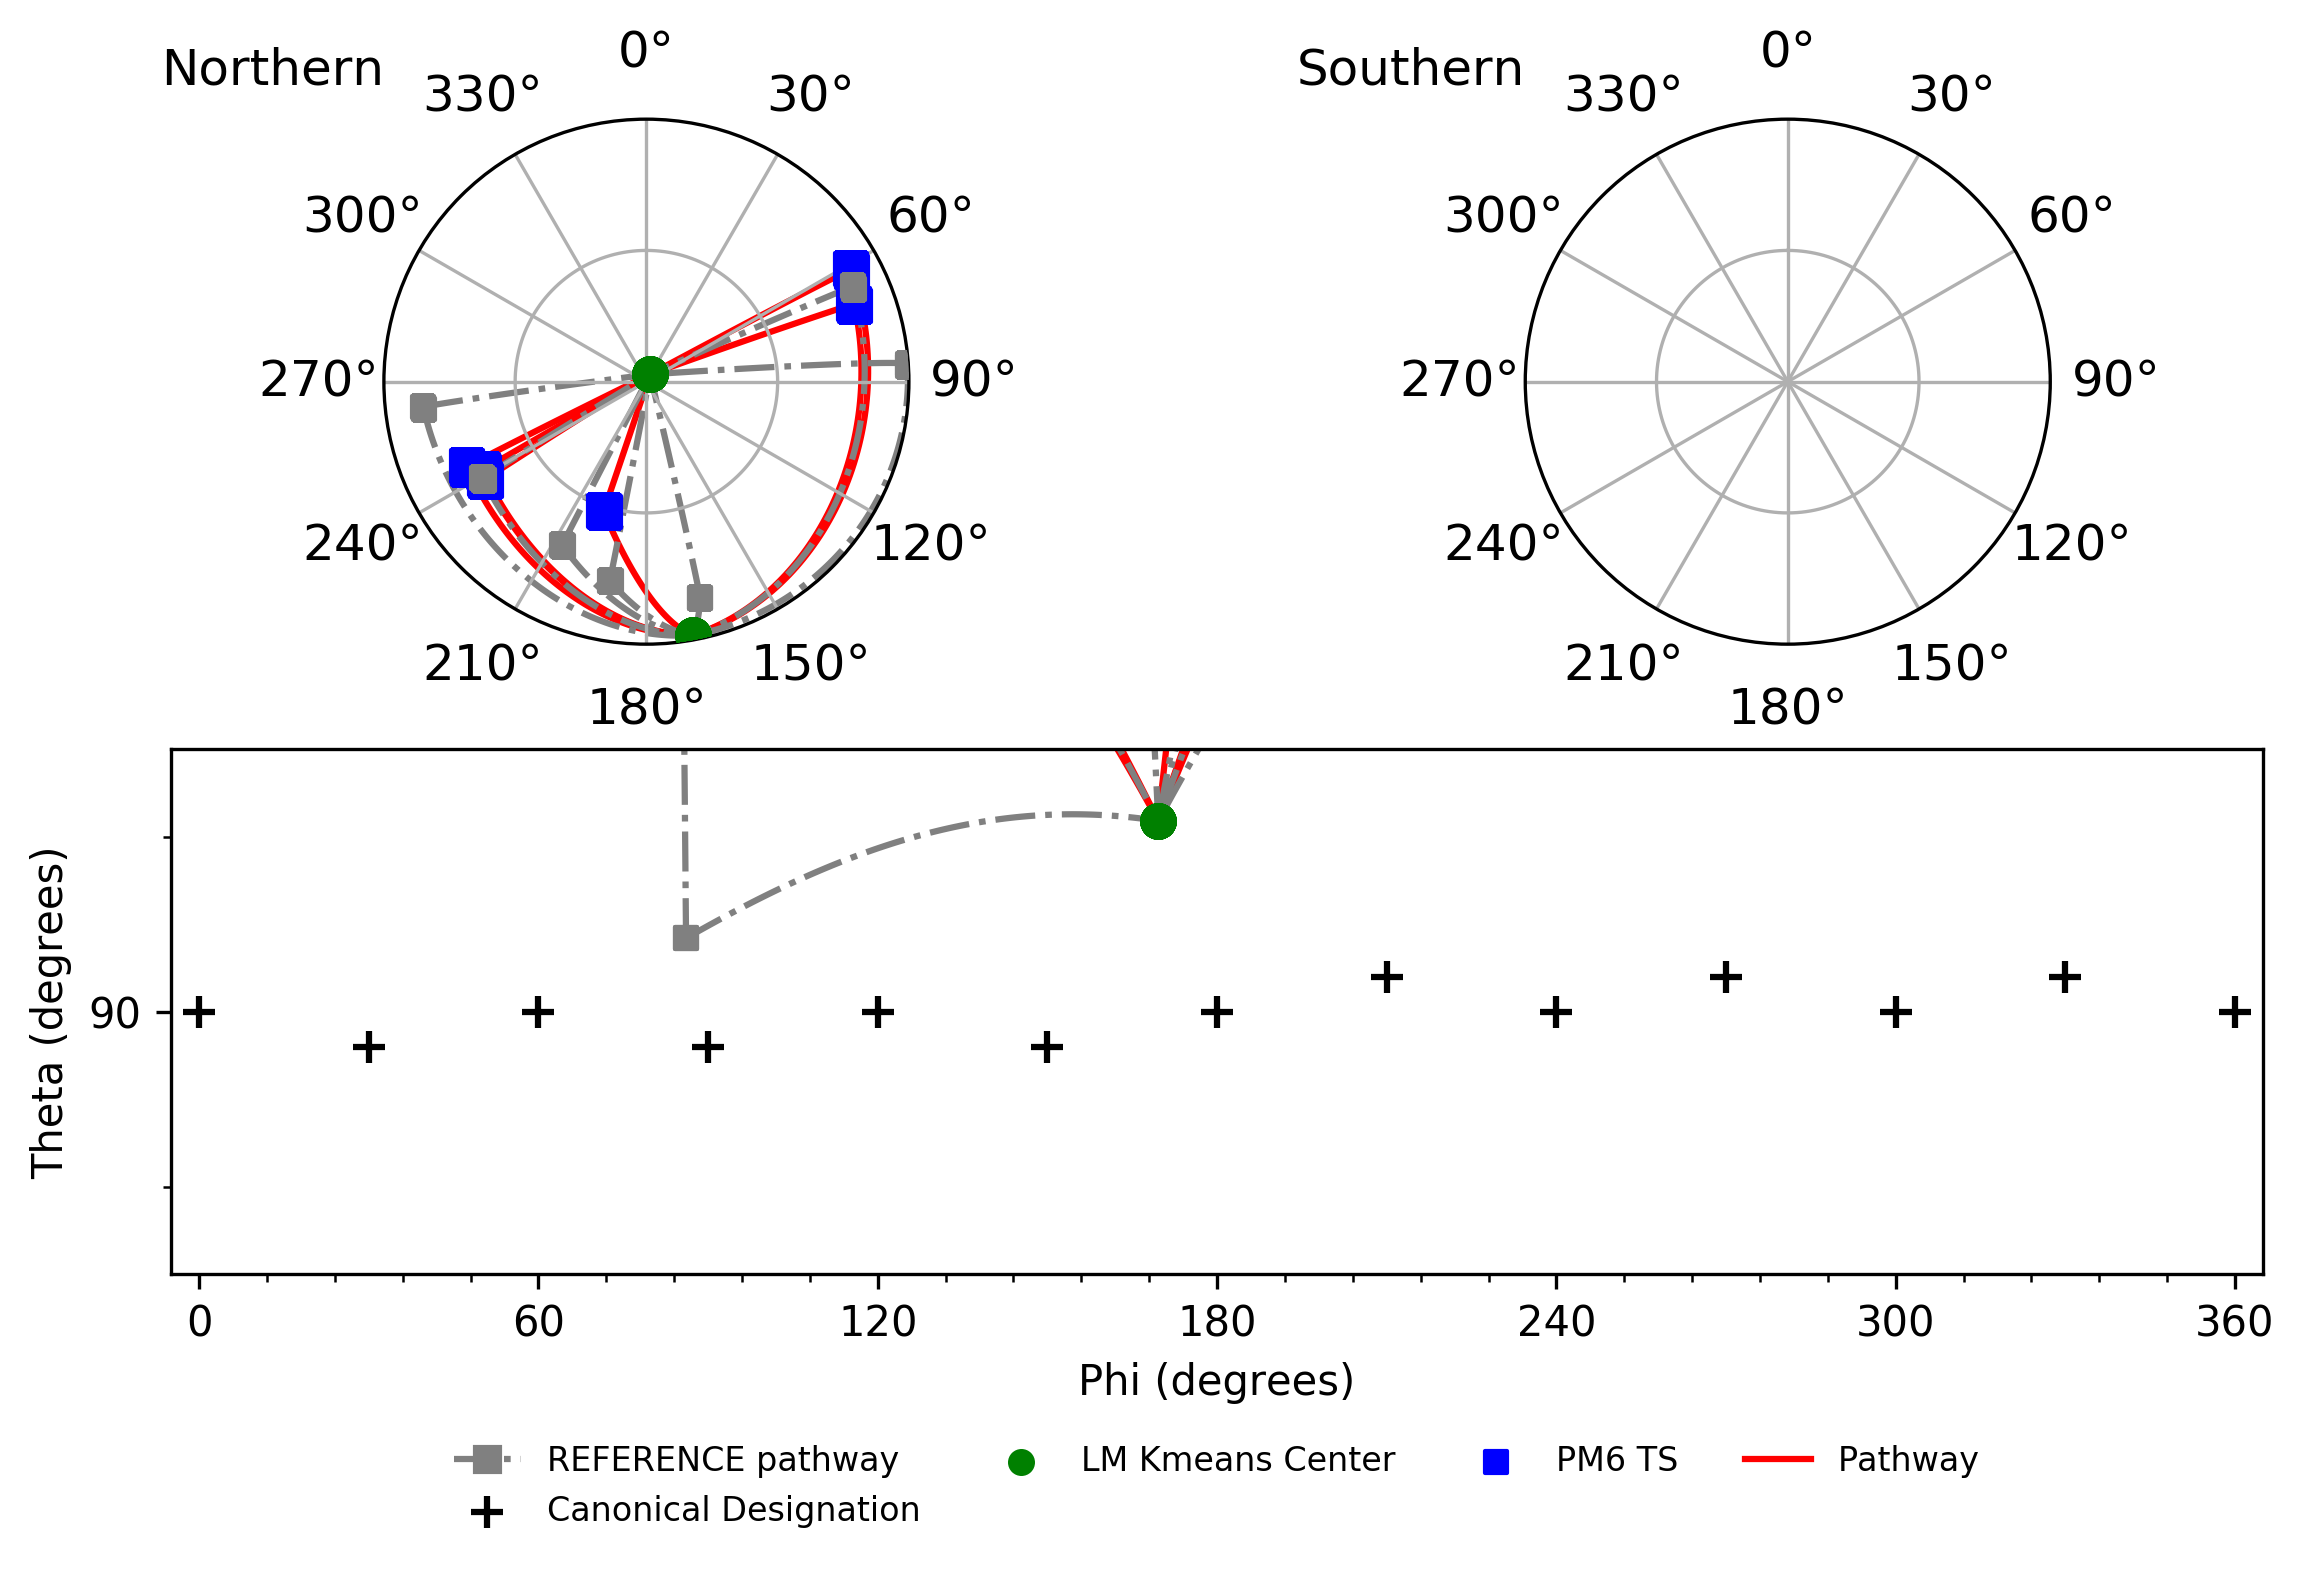 Northern
0°
30°
60°
90°
120°
150°
180°
210°
240°
270°
300°
330°
Southern
0°
30°
60°
90°
120°
150°
180°
210°
240°
270°
300°
330°
Theta (degrees)
90
0 60 120 180 240 300 360
Phi (degrees)
REFERENCE pathway
Canonical Designation
LM Kmeans Center
PM6 TS
Pathway